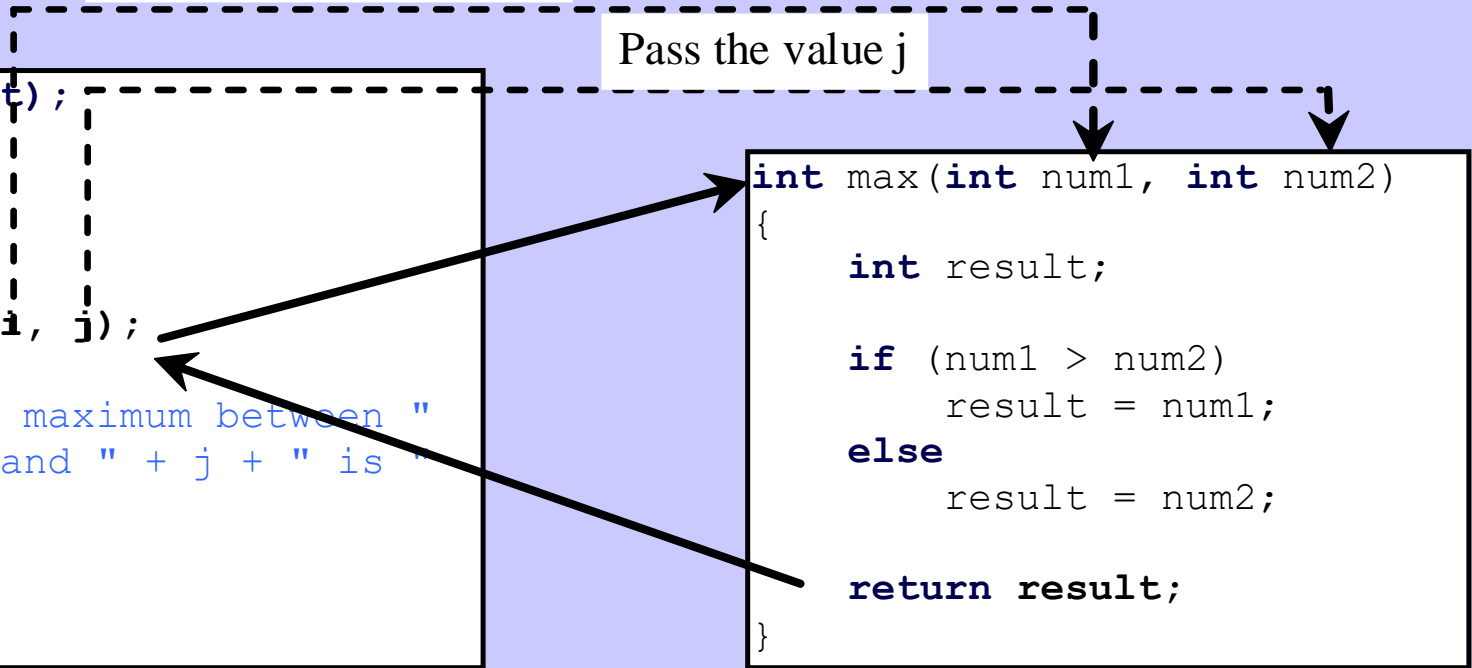 Pass the value j
t);
i, j);
maximum between "
and " + j + " is "
int max(int num1, int num2)
{
int result;
if (num1 > num2)
result = num1;
else
result = num2;
return result;
}